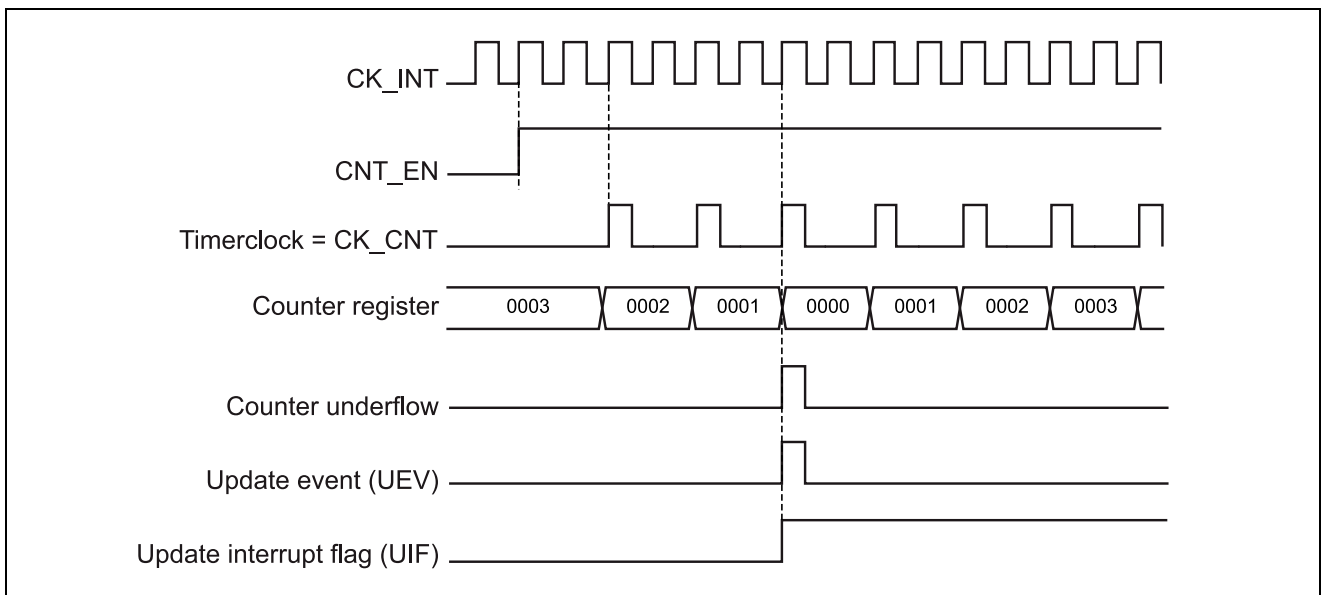 CK_INT
CNT_EN
Timerclock = CK_CNT
Counter register 0003 0002 0001 0000 0001 0002 0003
Counter underflow
Update event (UEV)
Update interrupt flag (UIF)